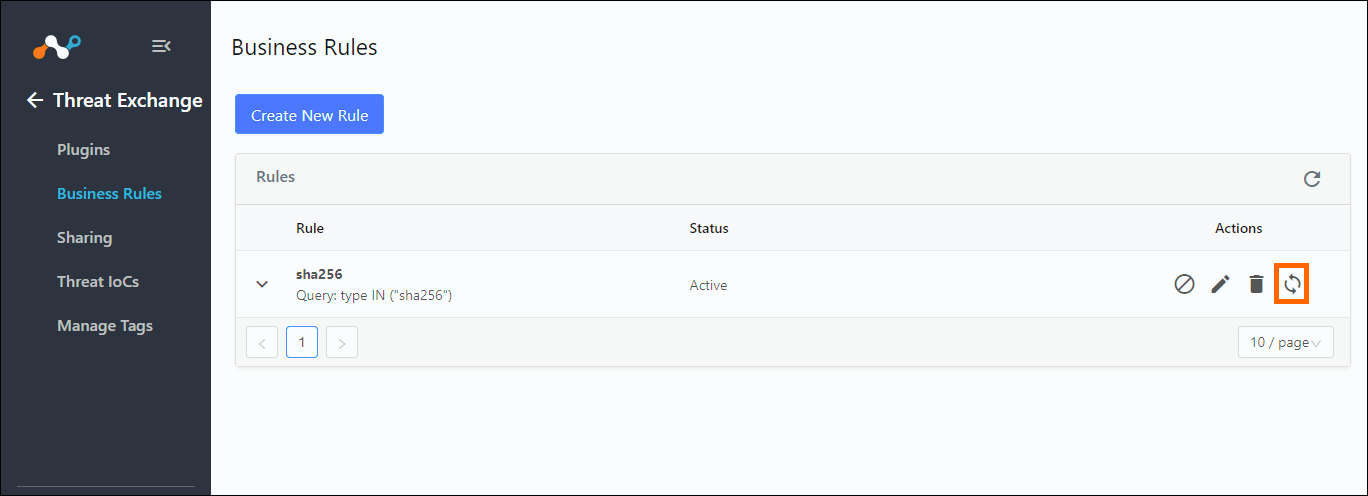 Business Rules
Threat Exchange
Create New Rule
Plugins
Business Rules
Sharing
Threat IoCs
Manage Tags
Rules
Rule Status Actions
sha256
Query: type IN ("sha256")
Active
1
10 / page